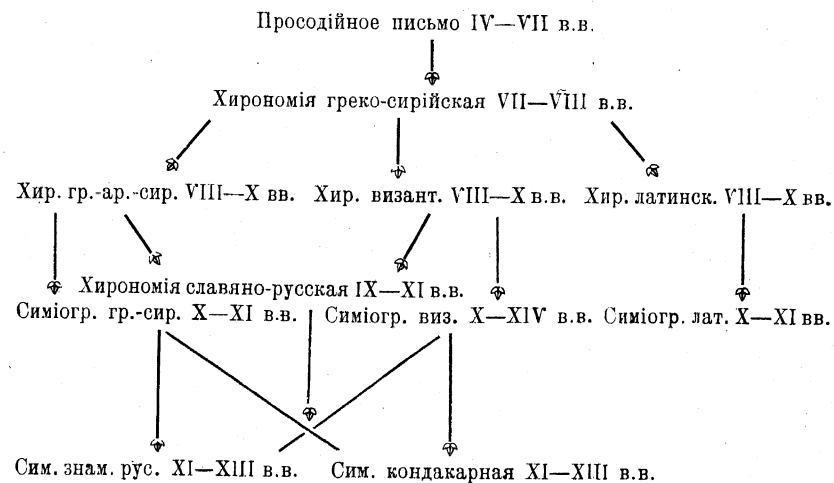 Просодійное письмо IV—VII в.в.
Хирономія греко-сирійская VII—VIII в.в.
Хир. гр.-ар.-сир. VIII—X вв. Хир. визант. VIII—X в.в. Хир. латинск. VIII—X вв.
Хирономія славяно-русская IX—XI в.в.
Симіогр. гр.-сир. X—XI в.в. Симіогр. виз. X—XIV в.в. Симіогр. лат. X—XI вв.
Сим. знам. рус. XI—XIII в.в. Сим. кондакарная XI—XIII в.в.